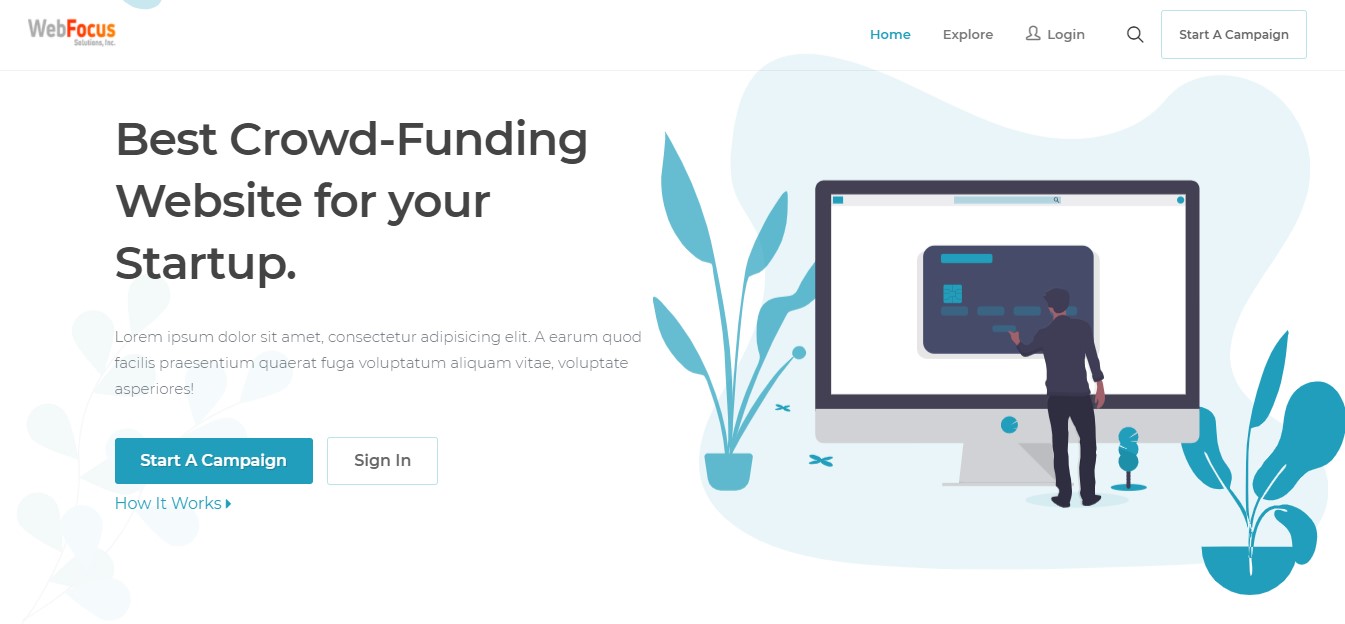 WebFocus
Solutions, Inc.
Home
Explore
Login
Start A Campaign
Best Crowd-Funding
Website for your
Startup.
Lorem ipsum dolor sit amet, consectetur adipisicing elit. A earum quod
facilis praesentium quaerat fuga voluptatum aliquam vitae, voluptate
asperiores!
Start A Campaign
Sign In
How It Works